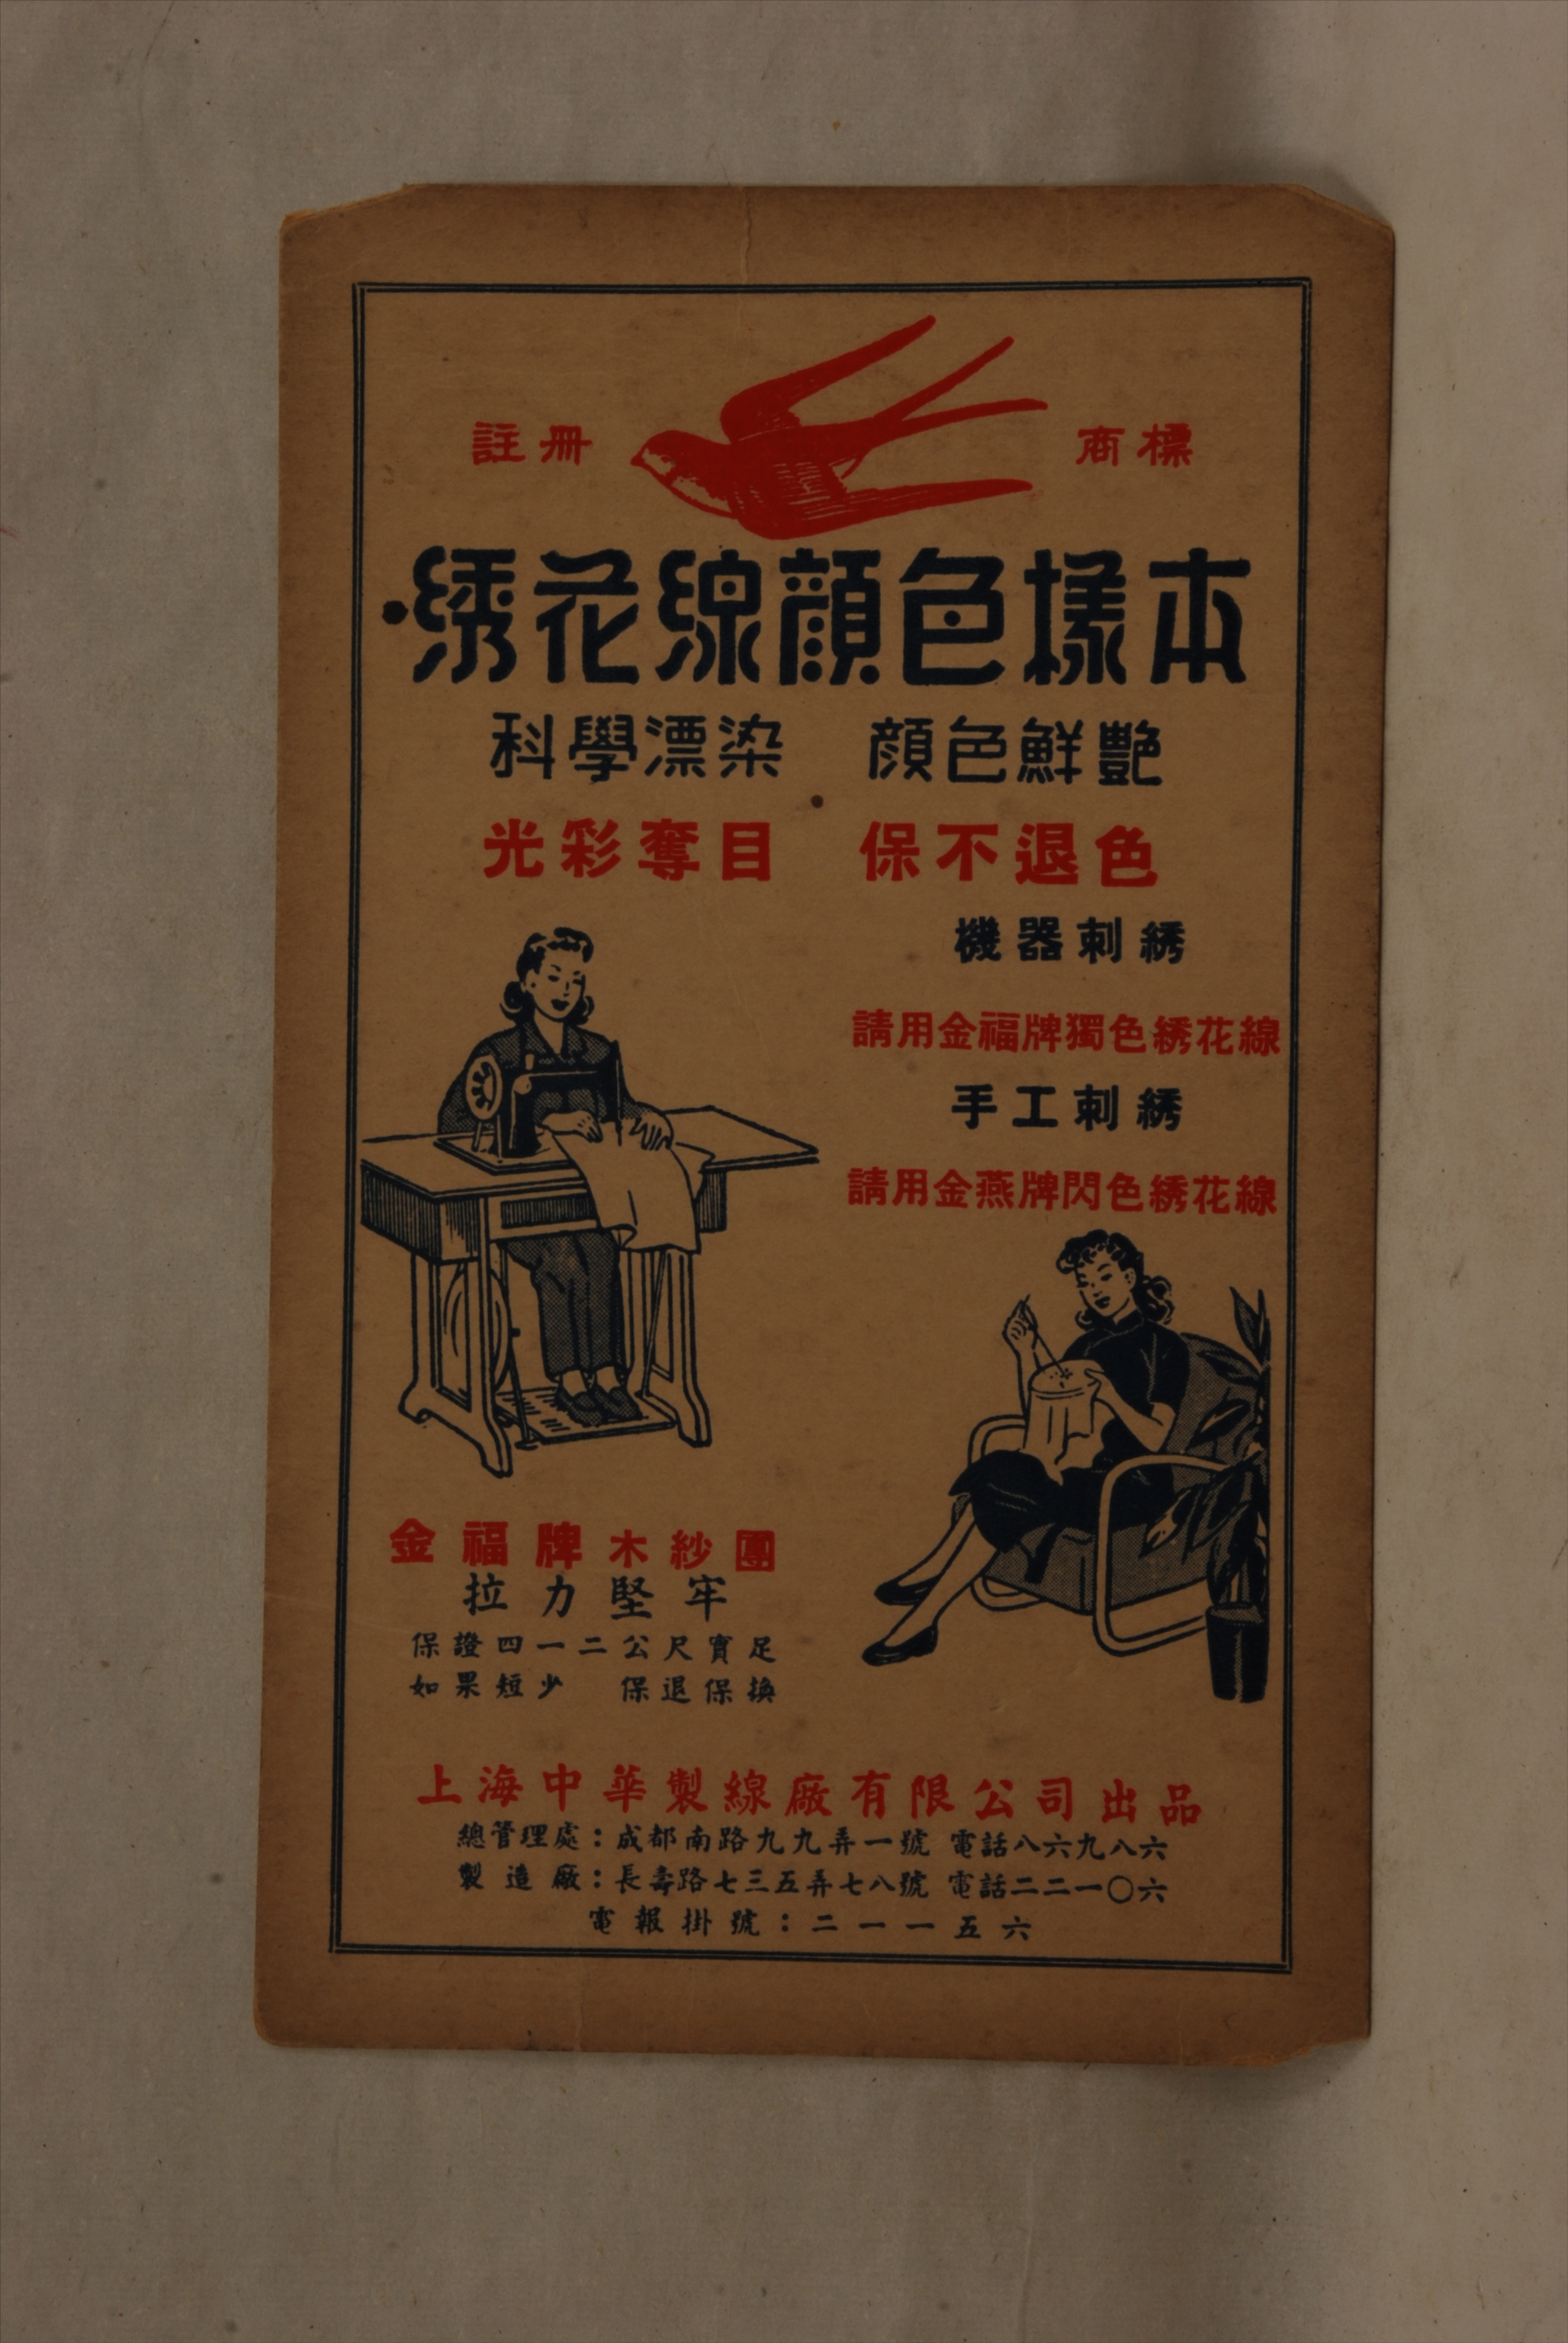 註冊 商標
綉花線顏色樣本
科學漂染 顏色鮮艷
光彩奪目 保不退色
機器刺綉
請用金福牌獨色綉花線
手工刺綉
請用金燕牌閃色綉花線
金福牌木紗團
拉力堅牢
保證四一二公尺實足
如果短少 保退保換
上海中華製線廠有限公司出品
總管理處：成都南路九九弄一號 電話八六九八六
製造廠：長壽路七三五弄七八號 電話二二一〇六
電報掛號：二一一五六